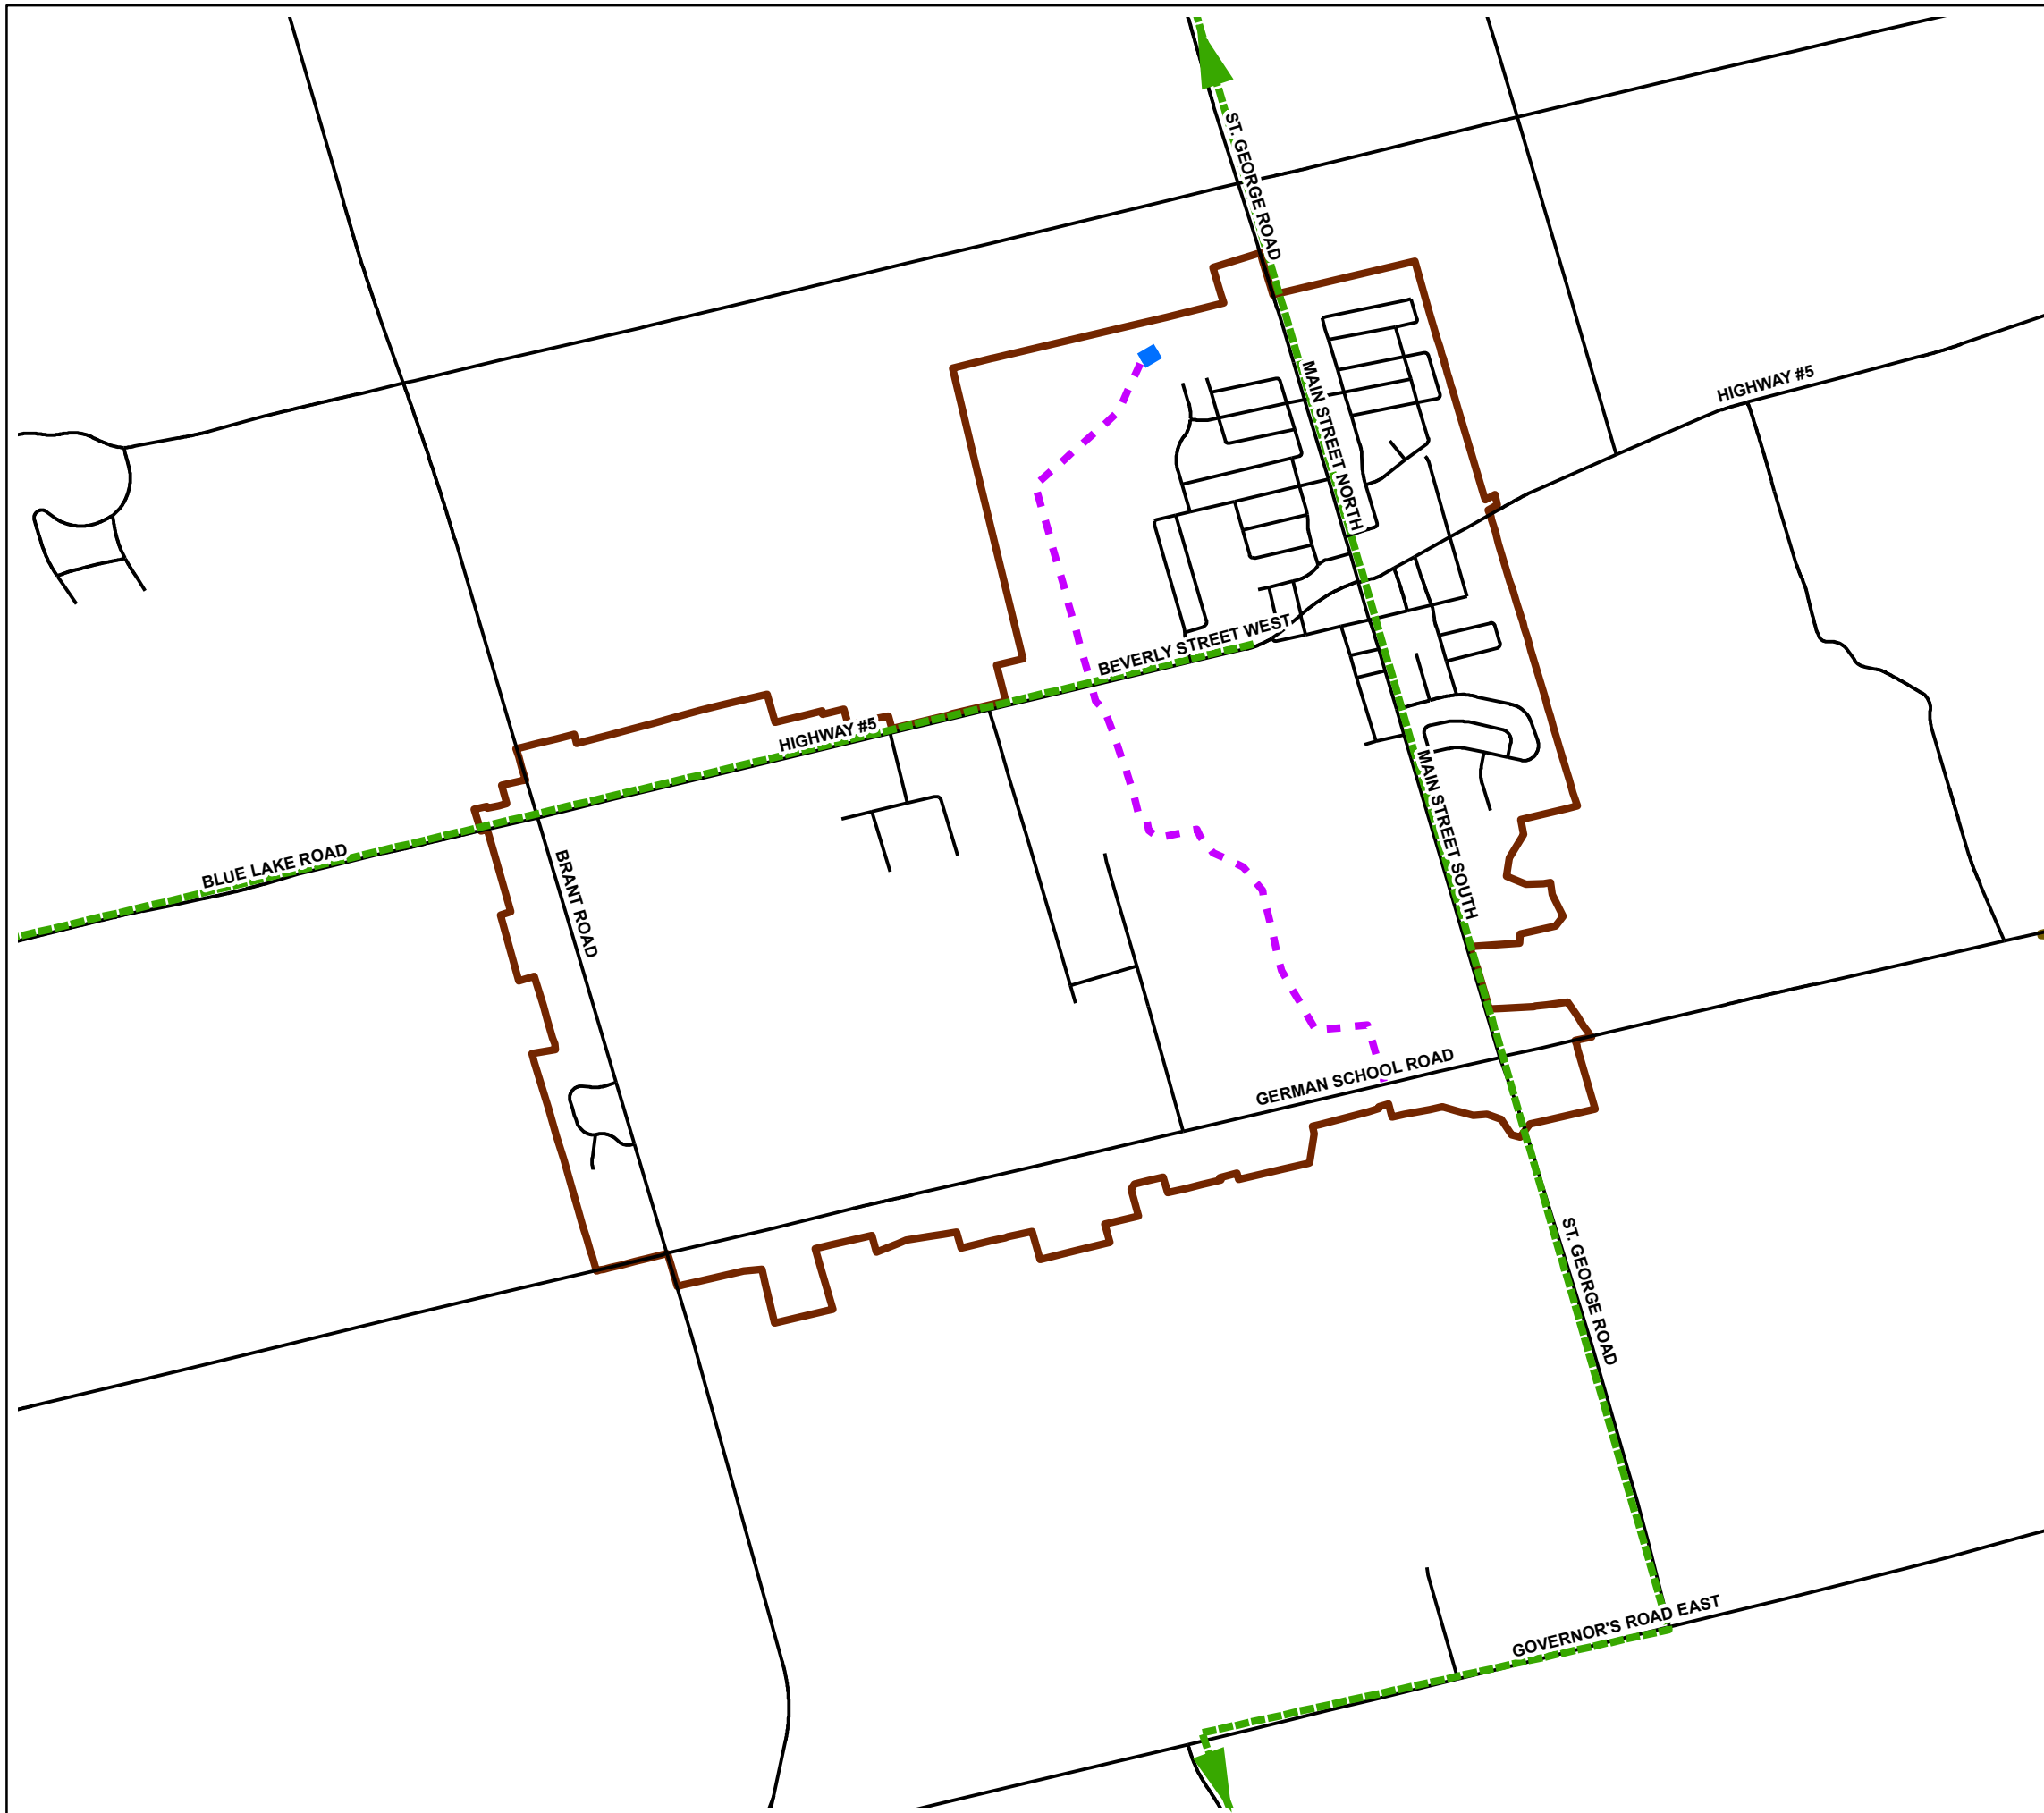 ST. GEORGE ROAD
HIGHWAY #5
MAIN STREET NORTH
BEVERLY STREET WEST
HIGHWAY #5
MAIN STREET SOUTH
BLUE LAKE ROAD
BRANT ROAD
GERMAN SCHOOL ROAD
ST. GEORGE ROAD
GOVERNOR'S ROAD EAST